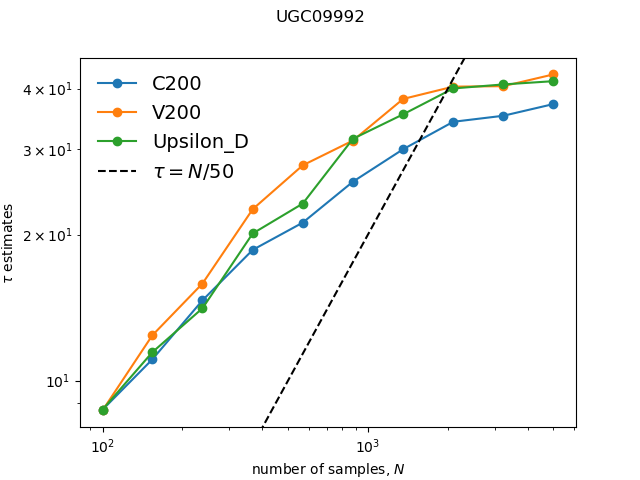 UGC09992
C200
V200
Upsilon_D
τ = N/50
4 × 10¹
3 × 10¹
2 × 10¹
10¹
τ estimates
10² 10³
number of samples, N